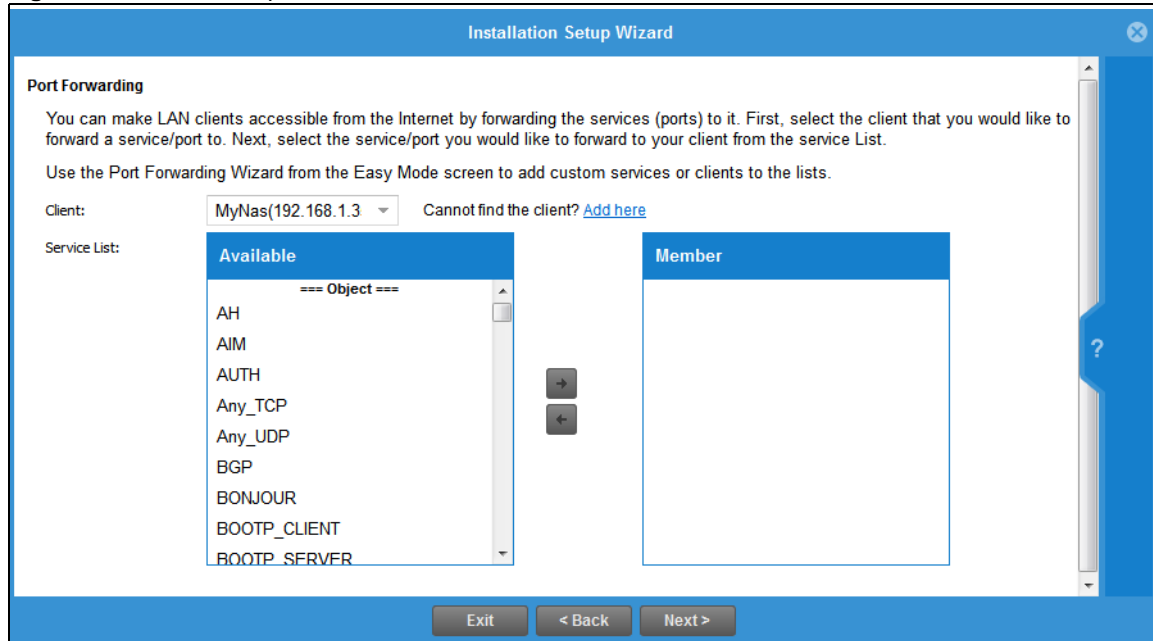 Installation Setup Wizard
Port Forwarding
You can make LAN clients accessible from the Internet by forwarding the services (ports) to it. First, select the client that you would like to
forward a service/port to. Next, select the service/port you would like to forward to your client from the service List.
Use the Port Forwarding Wizard from the Easy Mode screen to add custom services or clients to the lists.
Client: MyNas(192.168.1.3 Cannot find the client? Add here
Service List: Available Member
=== Object ===
AH
AIM
AUTH
Any_TCP
Any_UDP
BGP
BONJOUR
BOOTP_CLIENT
BOOTP_SERVER
?
Exit < Back Next >